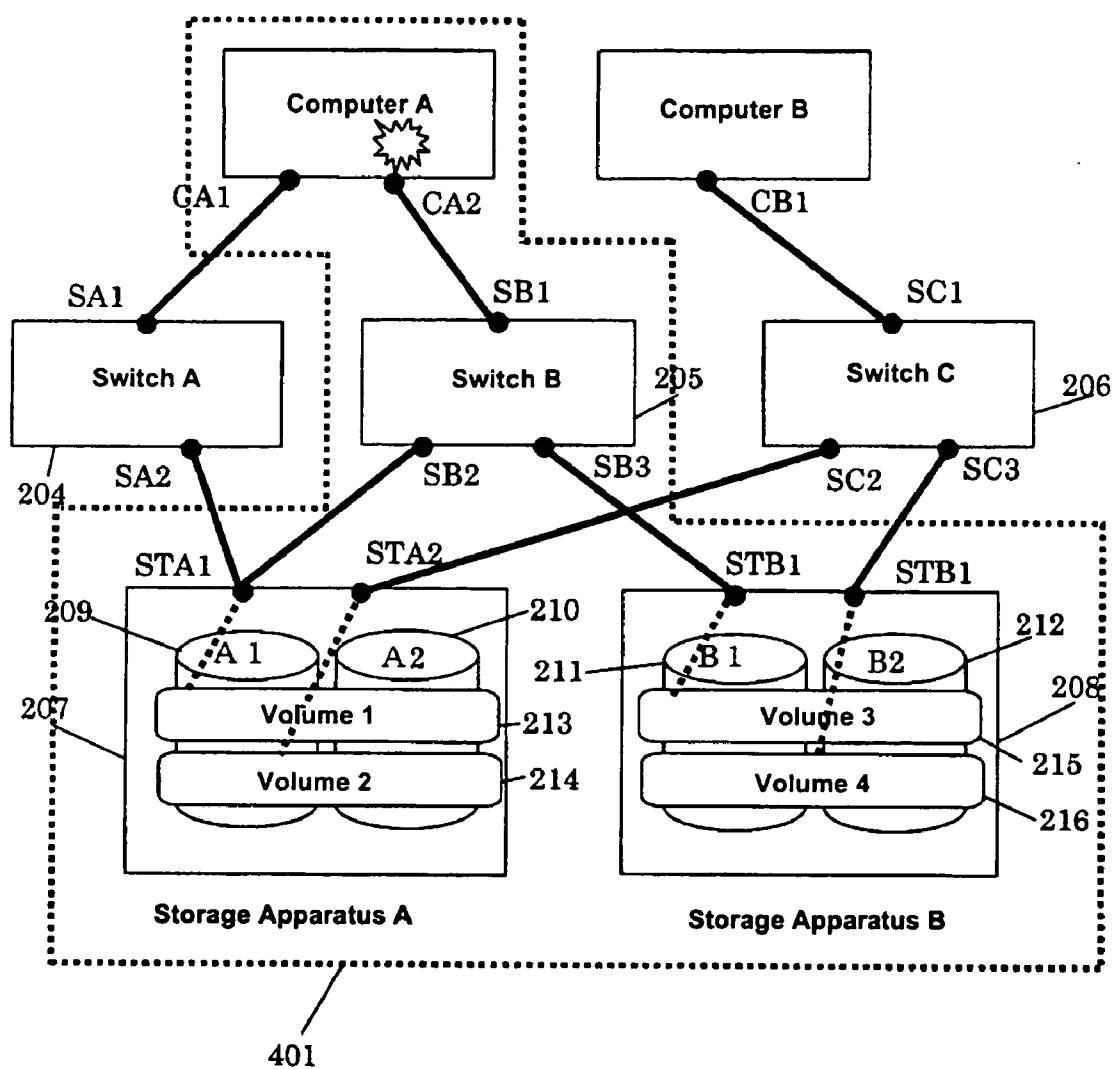 Computer A
Computer B
CA1
CA2
CB1
SA1
SB1
SC1
Switch A
Switch B
205
Switch C
206
204
SA2
SB2
SB3
SC2
SC3
STA1
STA2
STB1
STB1
209
A 1
A 2
210
211
B 1
B2
212
207
Volume 1
213
Volume 3
208
215
Volume 2
214
Volume 4
216
Storage Apparatus A
Storage Apparatus B
401